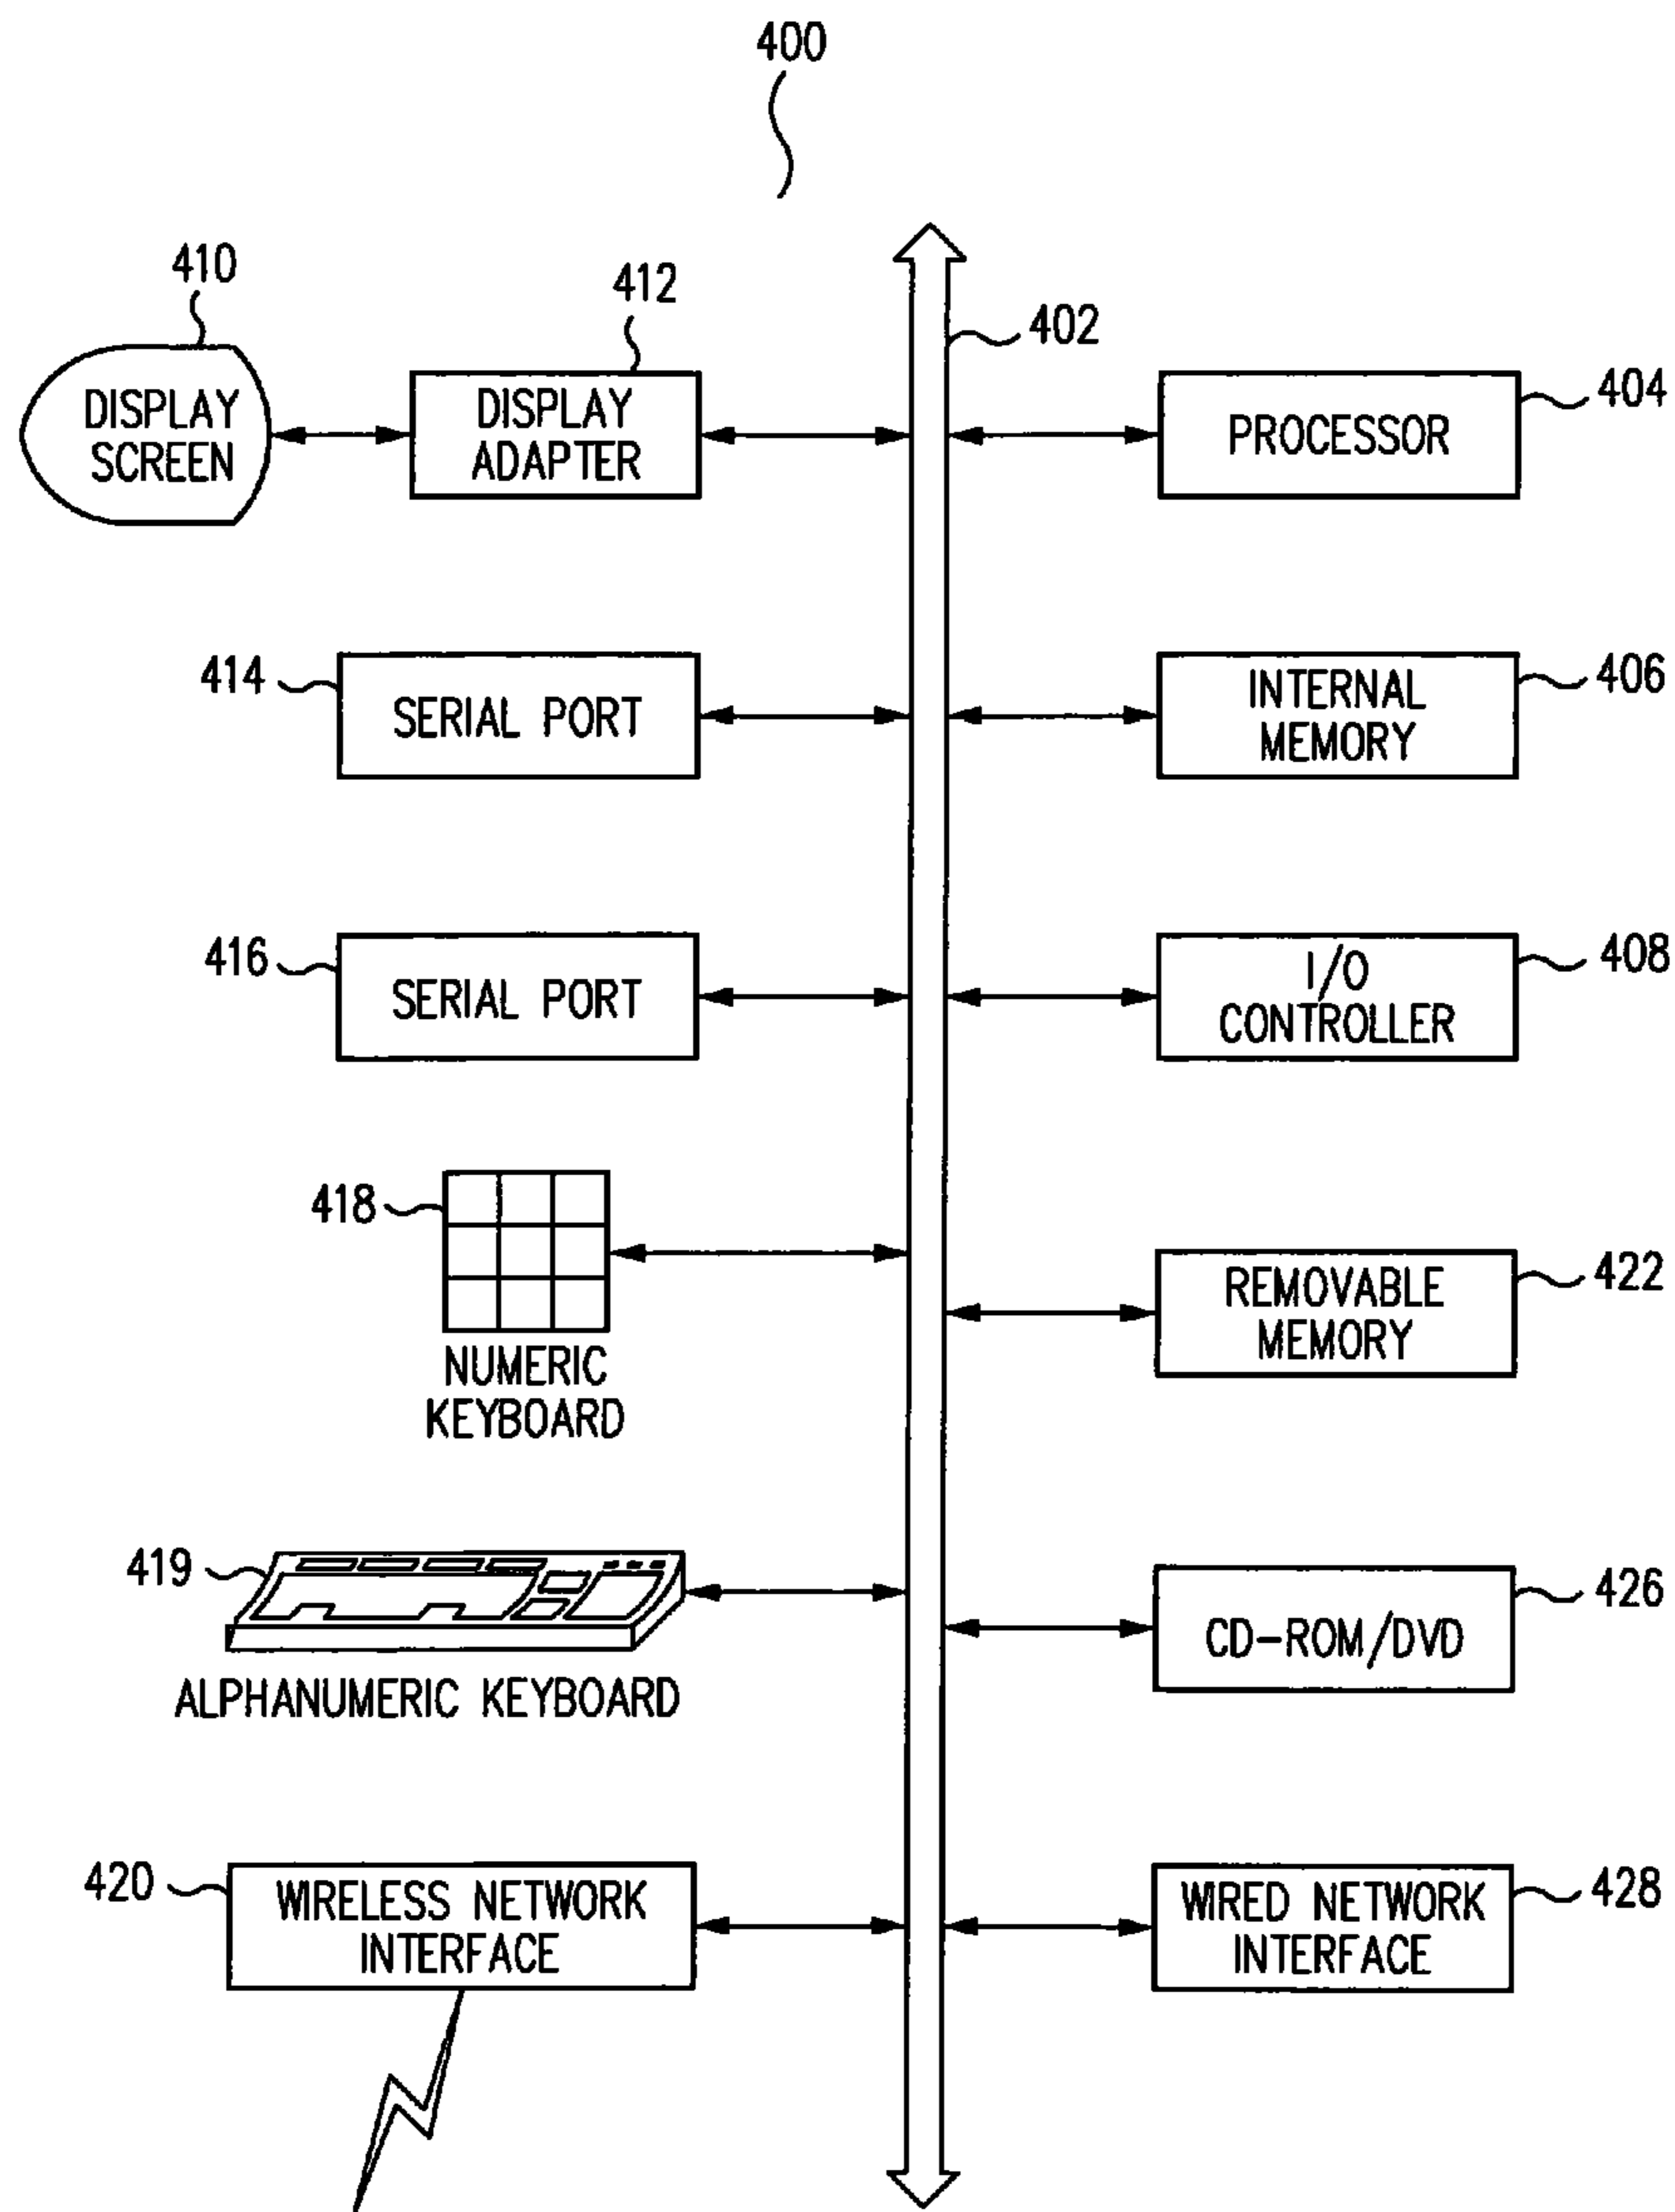 400
410
412
402
DISPLAY
SCREEN
DISPLAY
ADAPTER
PROCESSOR
404
414
SERIAL PORT
INTERNAL
MEMORY
406
416
SERIAL PORT
I/O
CONTROLLER
408
418
NUMERIC
KEYBOARD
REMOVABLE
MEMORY
422
419
ALPHANUMERIC KEYBOARD
CD-ROM/DVD
426
420
WIRELESS NETWORK
INTERFACE
WIRED NETWORK
INTERFACE
428